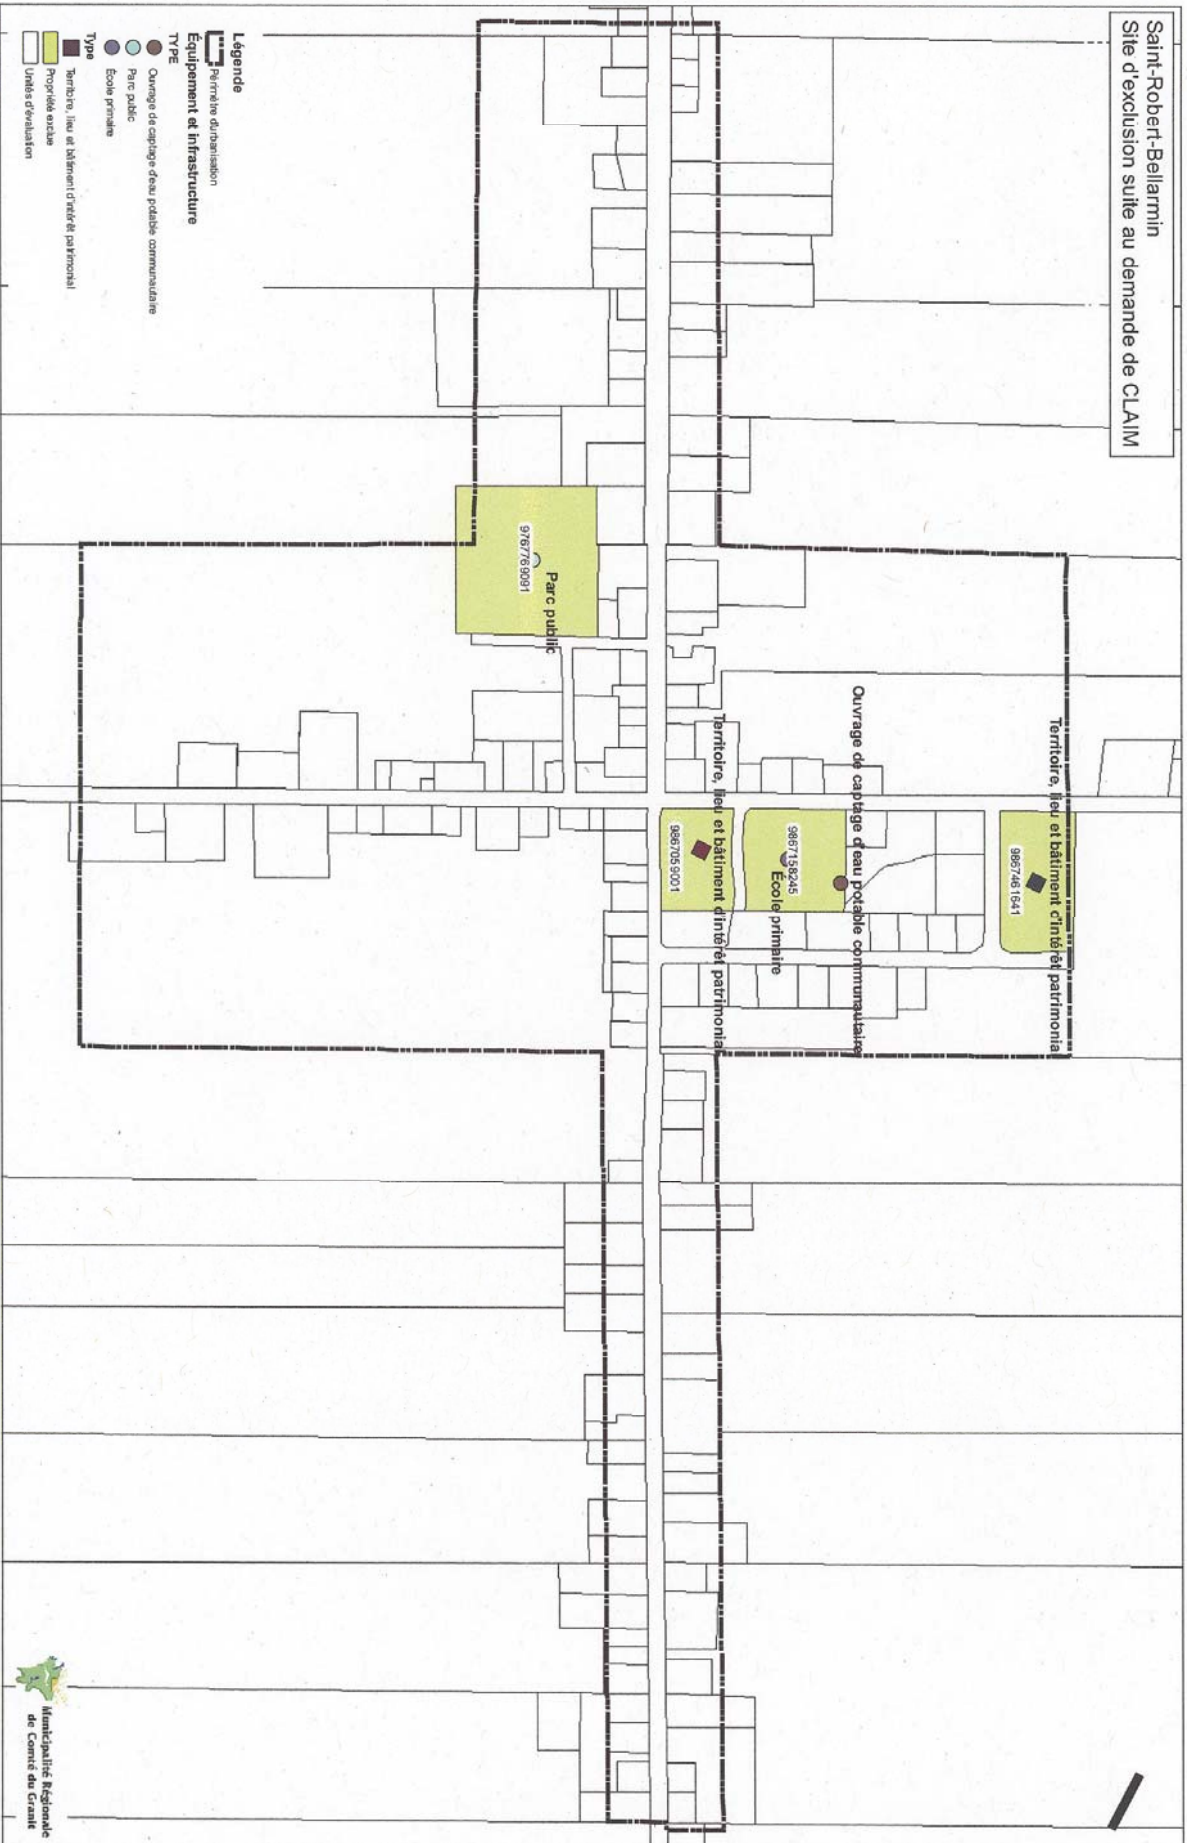 Saint-Robert-Bellarmin
Site d'exclusion suite au demande de CLAIM
Territoire, lieu et bâtiment d'intérêt patrimonial
9867461641
Ouvrage de captage d'eau potable communautaire
9867158245
École primaire
Territoire, lieu et bâtiment d'intérêt patrimonial
9867059001
Parc public
9767769091
Légende
Périmètre d'urbanisation
Équipement et infrastructure
TYPE
Ouvrage de captage d'eau potable communautaire
Parc public
École primaire
Type
Territoire, lieu et bâtiment d'intérêt patrimonial
Propriété exclue
Unités d'évaluation
Municipalité Régionale
de Comté du Granit